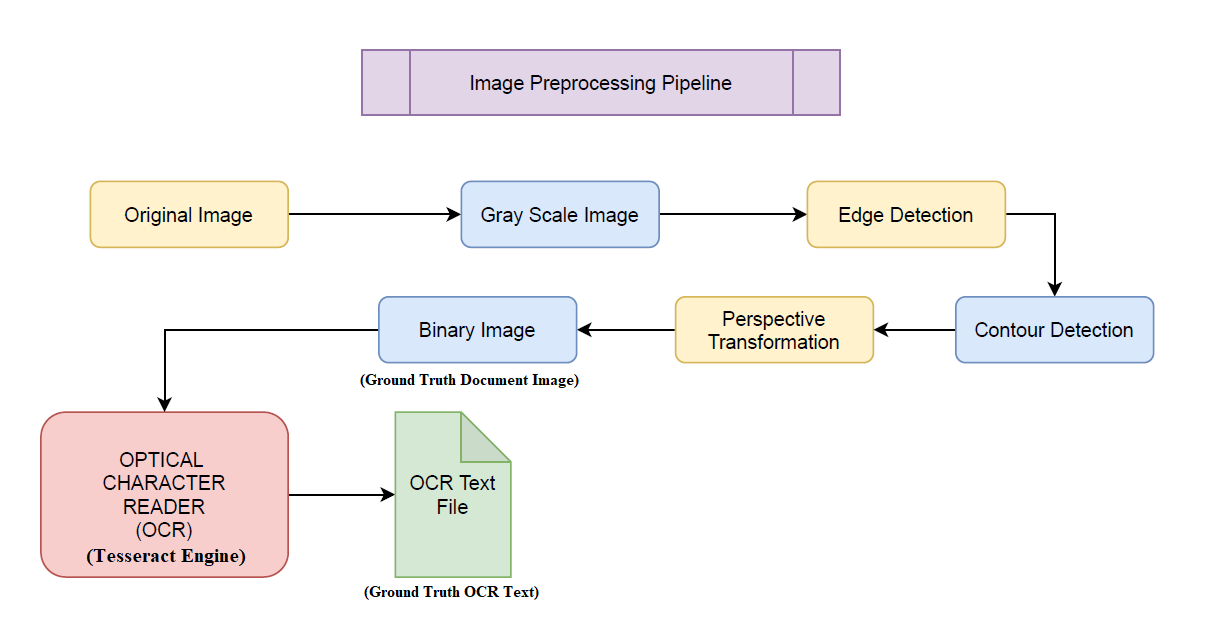 Image Preprocessing Pipeline
Original Image
Gray Scale Image
Edge Detection
Contour Detection
Perspective
Transformation
Binary Image
(Ground Truth Document Image)
OPTICAL
CHARACTER
READER
(OCR)
(Tesseract Engine)
OCR Text
File
(Ground Truth OCR Text)